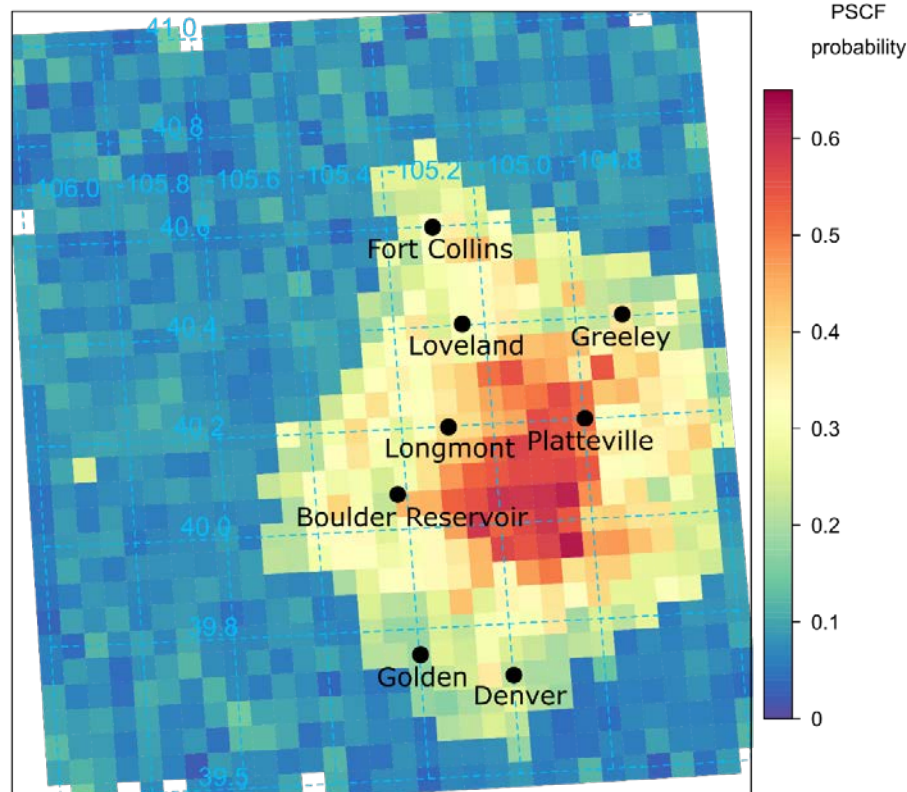 PSCF
probability
41.0
40.8
-106.0
-105.8
-105.6
-105.4
-105.2
-105.0
-104.8
40.6
Fort Collins
40.4
Loveland
Greeley
40.2
Longmont
Platteville
Boulder Reservoir
40.0
39.8
Golden
Denver
39.5
0.6
0.5
0.4
0.3
0.2
0.1
0